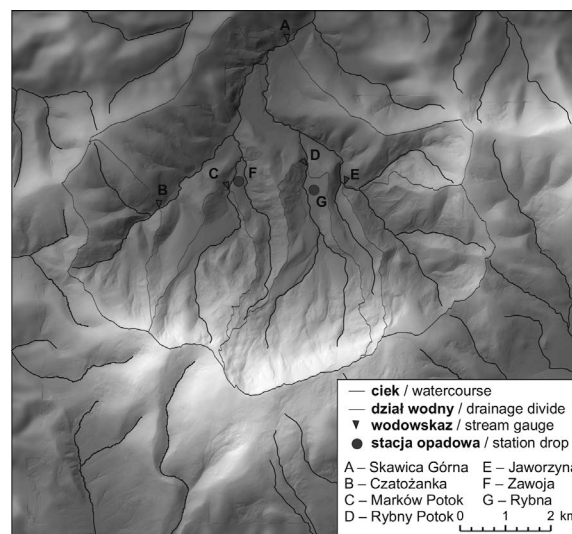 A
D
C
F
E
B
G
ciek / watercourse
dział wodny / drainage divide
wodowskaz / stream gauge
stacja opadowa / station drop
A – Skawica Górna E – Jaworzyna
B – Czatożanka F – Zawoja
C – Marków Potok G – Rybna
D – Rybny Potok
0 1 2 km